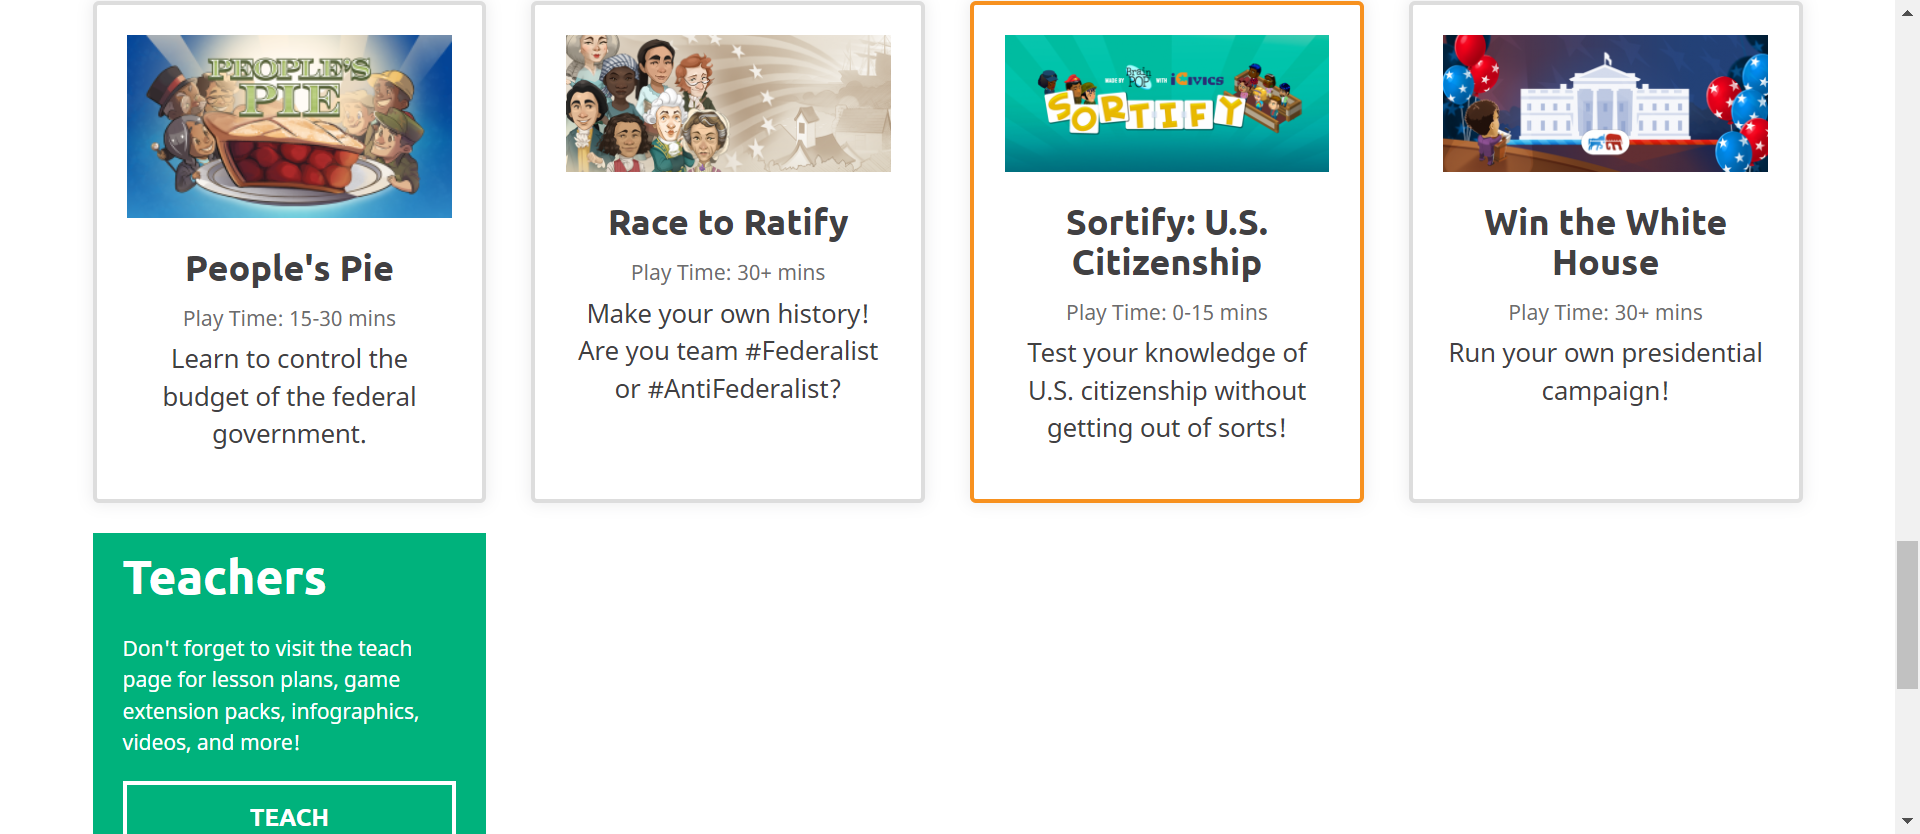 PEOPLE'S
PIE
People's Pie
Play Time: 15-30 mins
Learn to control the
budget of the federal
government.
Race to Ratify
Play Time: 30+ mins
Make your own history!
Are you team #Federalist
or #AntiFederalist?
MADE BY Brain POP WITH iCivics
SORTIFY
Sortify: U.S.
Citizenship
Play Time: 0-15 mins
Test your knowledge of
U.S. citizenship without
getting out of sorts!
Win the White
House
Play Time: 30+ mins
Run your own presidential
campaign!
Teachers
Don't forget to visit the teach
page for lesson plans, game
extension packs, infographics,
videos, and more!
TEACH